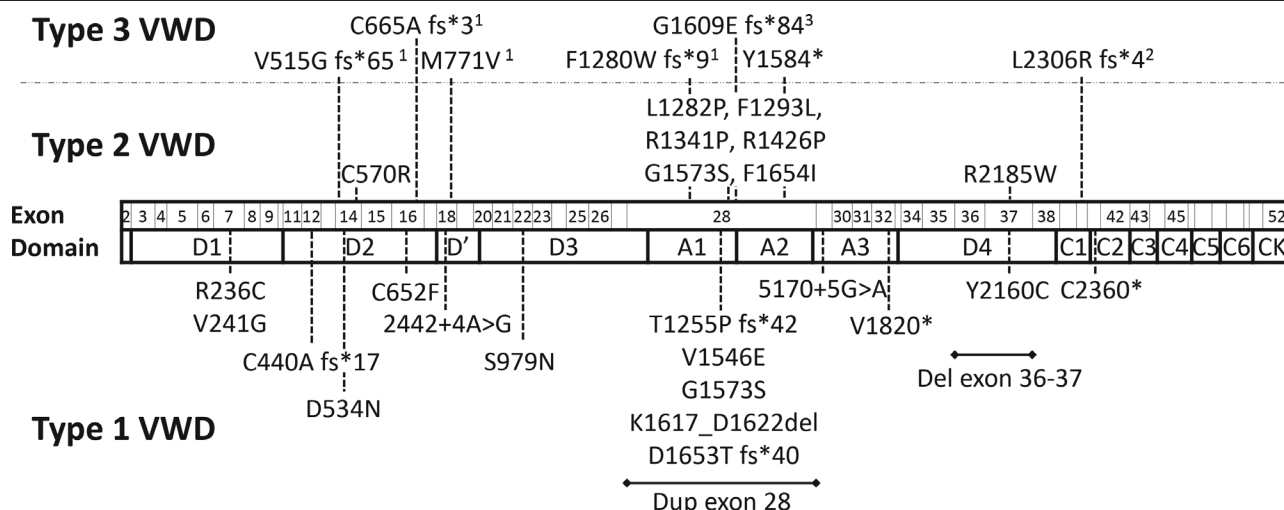 Type 3 VWD
C665A fs*3¹ G1609E fs*84³
V515G fs*65 ¹ M771V ¹ F1280W fs*9¹ Y1584* L2306R fs*4²
L1282P, F1293L,
Type 2 VWD
R1341P, R1426P
C570R G1573S, F1654I R2185W
Exon 2 3 4 5 6 7 8 9 11 12 14 15 16 18 20 21 22 23 25 26 28 30 31 32 34 35 36 37 38 42 43 45 52
Domain D1 D2 D' D3 A1 A2 A3 D4 C1 C2 C3 C4 C5 C6 CK
R236C C652F 5170+5G>A Y2160C C2360*
V241G 2442+4A>G T1255P fs*42 V1820*
C440A fs*17 S979N V1546E
Del exon 36-37
G1573S
D534N
Type 1 VWD
K1617_D1622del
D1653T fs*40
Dup exon 28